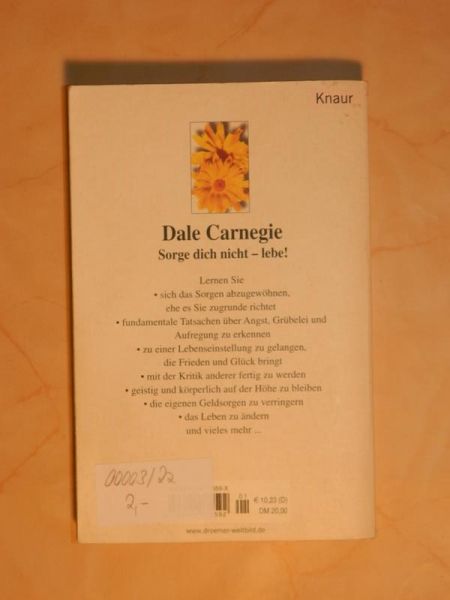 Knaur
Dale Carnegie
Sorge dich nicht – lebe!
Lernen Sie
• sich das Sorgen abzugewöhnen,
ehe es Sie zugrunde richtet
• fundamentale Tatsachen über Angst, Grübelei und
Aufregung zu erkennen
• zu einer Lebenseinstellung zu gelangen,
die Frieden und Glück bringt
• mit der Kritik anderer fertig zu werden
• geistig und körperlich auf der Höhe zu bleiben
• die eigenen Geldsorgen zu verringern
• das Leben zu ändern
und vieles mehr ...
00003/22
2,-
01
€ 10,23 (D)
DM 20,00
www.droemer-weltbild.de